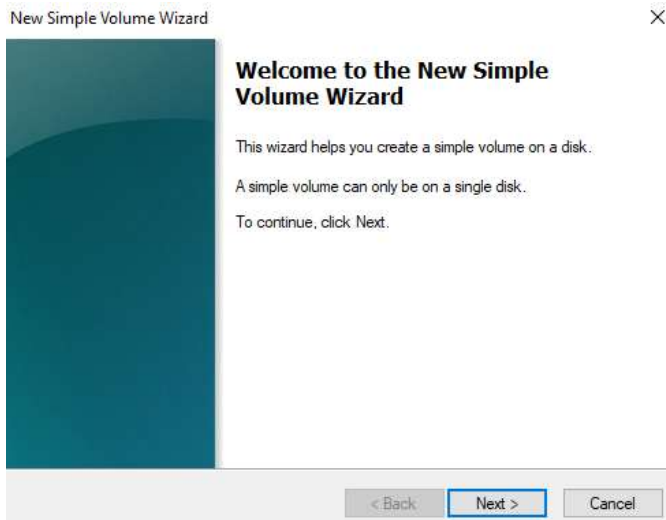 New Simple Volume Wizard
Welcome to the New Simple
Volume Wizard
This wizard helps you create a simple volume on a disk.
A simple volume can only be on a single disk.
To continue, click Next.
< Back
Next >
Cancel